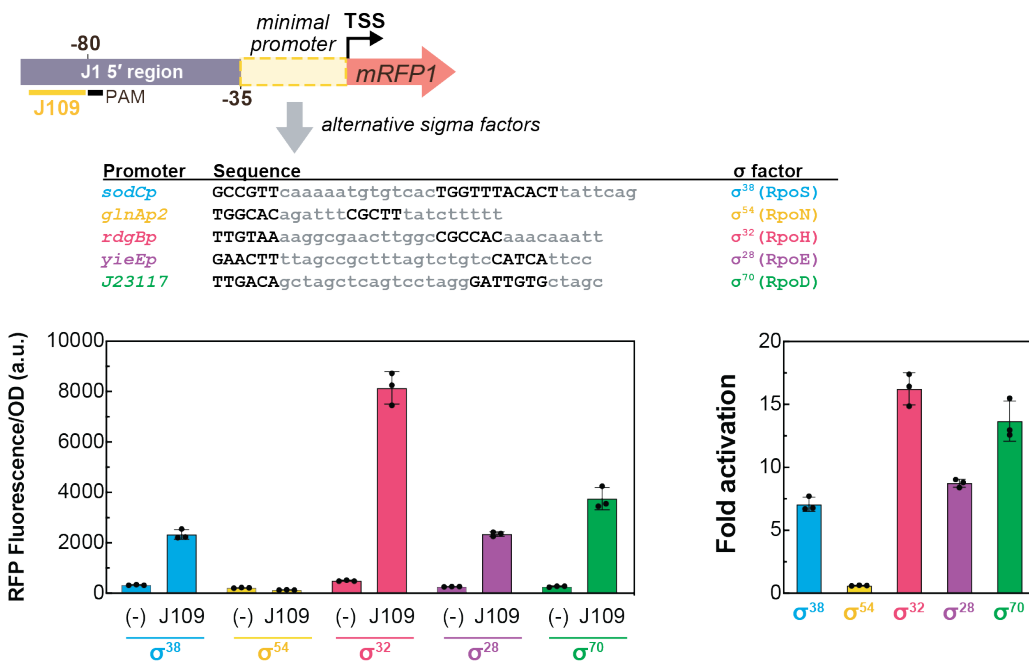 minimal promoter
TSS
-80
J1 5′ region
mRFP1
J109
PAM
-35
alternative sigma factors
Promoter Sequence σ factor
sodCp GCCGTTcaaaaatgtgtcacTGGTTTACACTtattcag σ38(RpoS)
glnAp2 TGGCACagatttCGCTTtatctttttt σ54(RpoN)
rdgBp TTGTAAaaggcgaacttggcCGCCACaaacaaatt σ32(RpoH)
yieEp GAACTTttagccgctttagtctgtcCATCAttcc σ28(RpoE)
J23117 TTGACAgctagctcagtcctaggGATTGTGctagc σ70(RpoD)
RFP Fluorescence/OD (a.u.)
10000
8000
6000
4000
2000
0
(-) J109 (-) J109 (-) J109 (-) J109 (-) J109
σ38 σ54 σ32 σ28 σ70
Fold activation
20
15
10
5
0
σ38 σ54 σ32 σ28 σ70